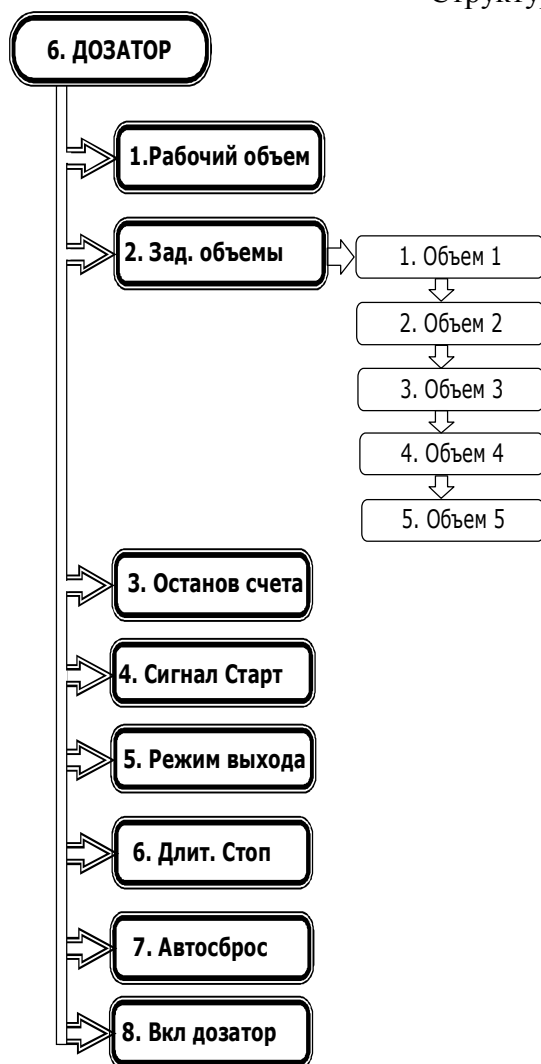 6. ДОЗАТОР
1.Рабочий объем
2. Зад. объемы
1. Объем 1
2. Объем 2
3. Объем 3
4. Объем 4
5. Объем 5
3. Останов счета
4. Сигнал Старт
5. Режим выхода
6. Длит. Стоп
7. Автосброс
8. Вкл дозатор